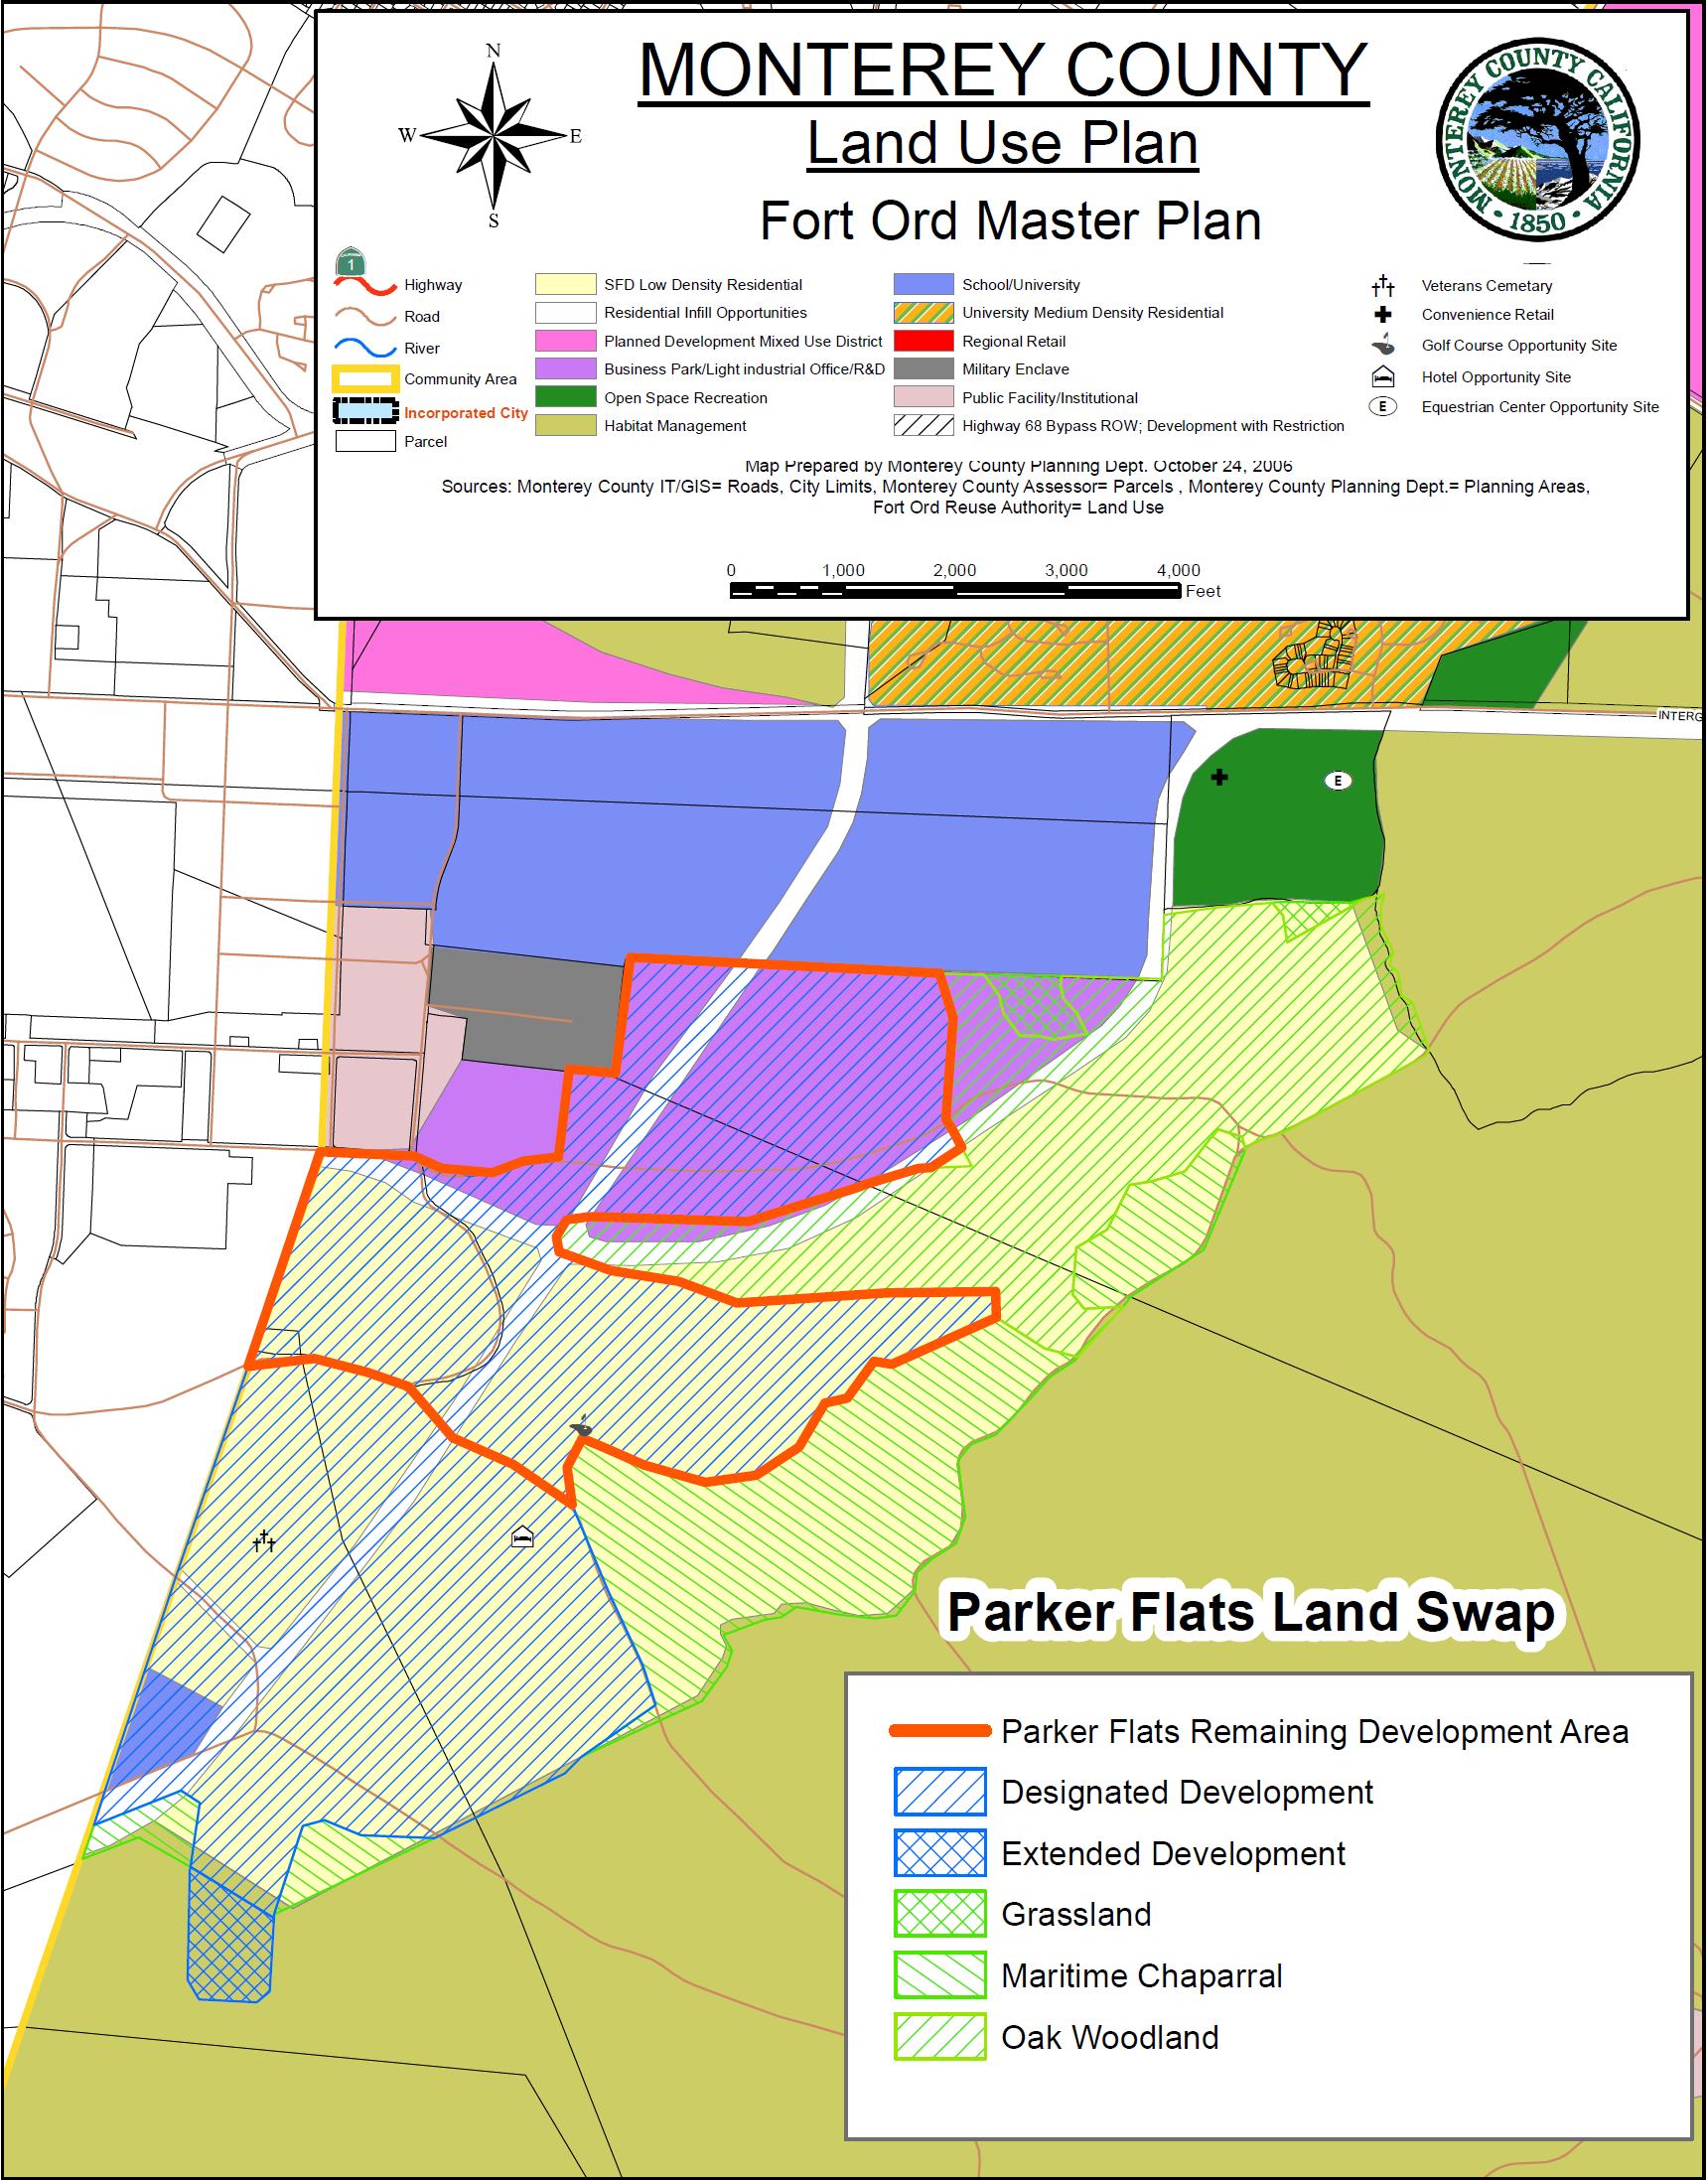 MONTEREY COUNTY
Land Use Plan
Fort Ord Master Plan
N
W E
S
MONTEREY COUNTY CALIFORNIA
• 1850 •
1
Highway
Road
River
Community Area
Incorporated City
Parcel
SFD Low Density Residential
Residential Infill Opportunities
Planned Development Mixed Use District
Business Park/Light industrial Office/R&D
Open Space Recreation
Habitat Management
School/University
University Medium Density Residential
Regional Retail
Military Enclave
Public Facility/Institutional
Highway 68 Bypass ROW; Development with Restriction
Veterans Cemetary
Convenience Retail
Golf Course Opportunity Site
Hotel Opportunity Site
E Equestrian Center Opportunity Site
Map Prepared by Monterey County Planning Dept. October 24, 2006
Sources: Monterey County IT/GIS= Roads, City Limits, Monterey County Assessor= Parcels , Monterey County Planning Dept.= Planning Areas,
Fort Ord Reuse Authority= Land Use
0 1,000 2,000 3,000 4,000
Feet
INTERG
E
Parker Flats Land Swap
Parker Flats Remaining Development Area
Designated Development
Extended Development
Grassland
Maritime Chaparral
Oak Woodland